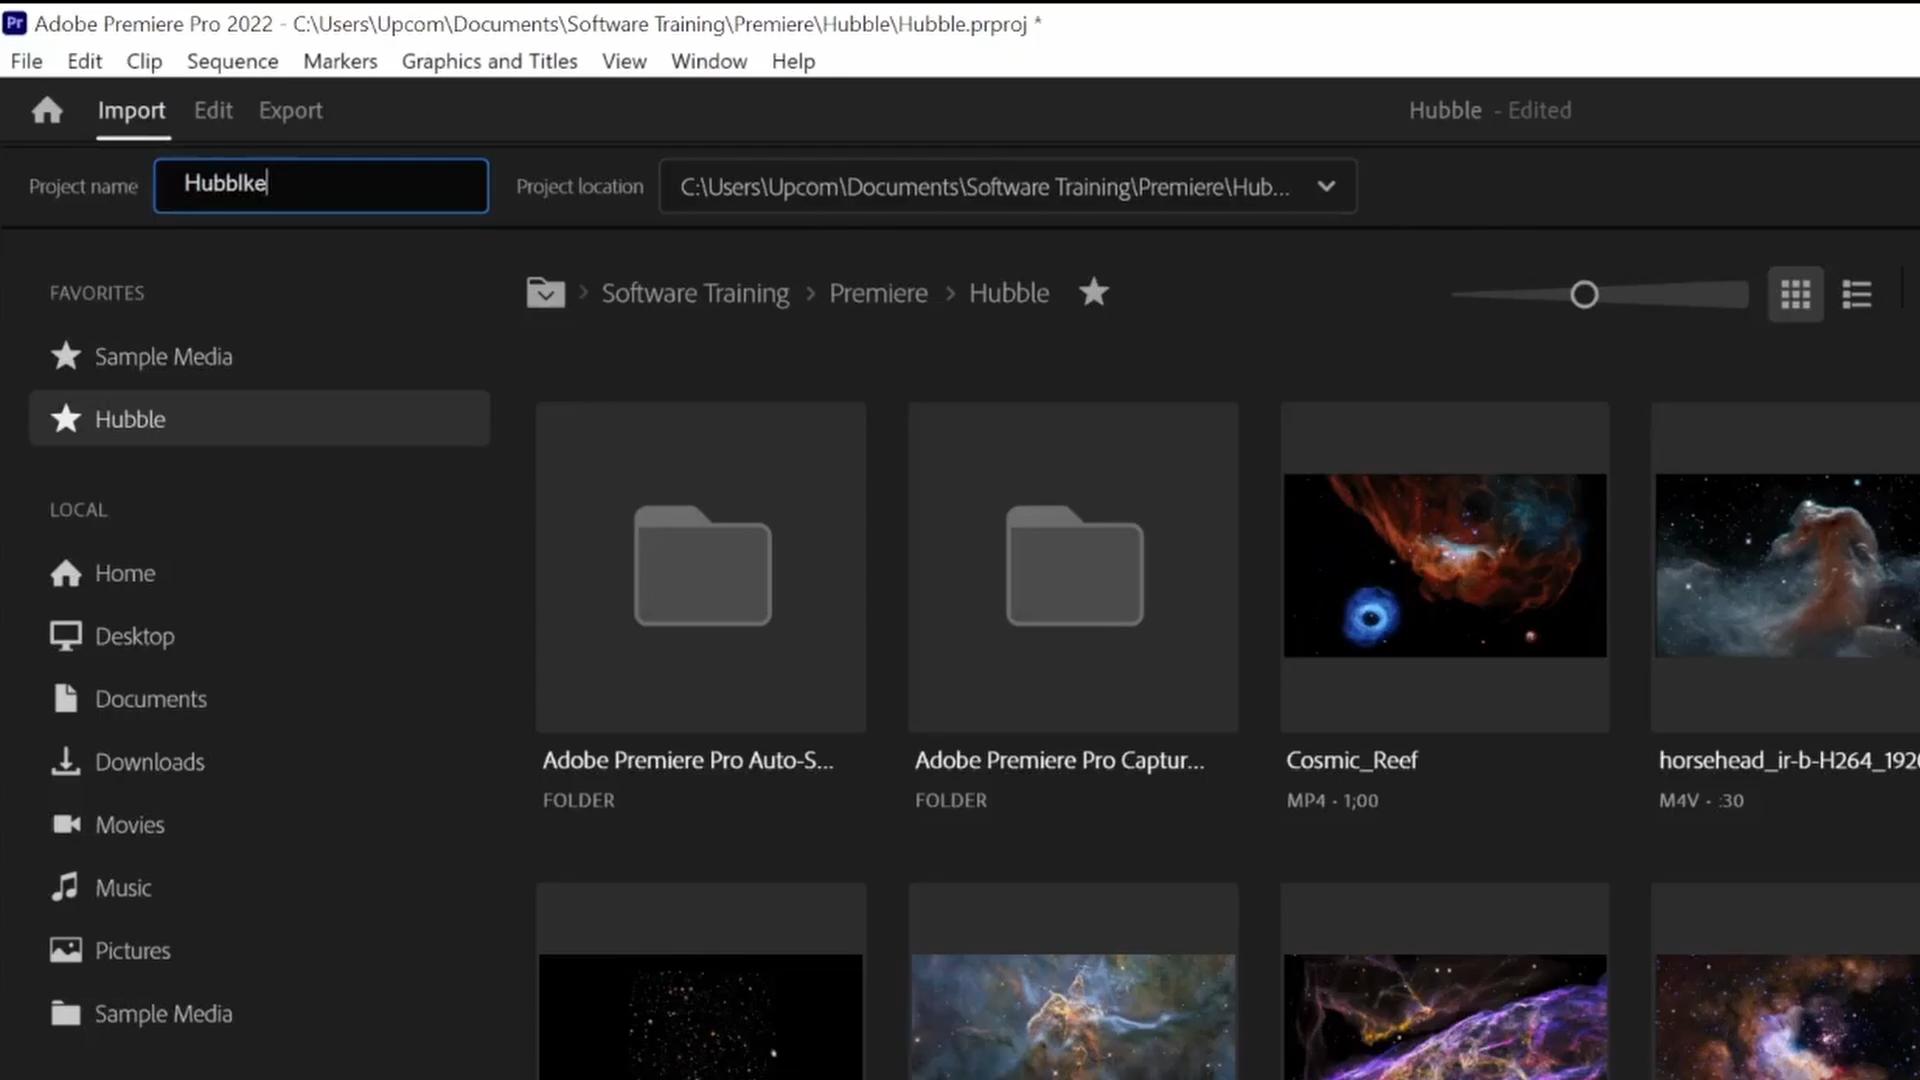 Pr Adobe Premiere Pro 2022 - C:\Users\Upcom\Documents\Software Training\Premiere\Hubble\Hubble.prproj *
File Edit Clip Sequence Markers Graphics and Titles View Window Help
Import Edit Export Hubble - Edited
Project name Hubblke Project location C:\Users\Upcom\Documents\Software Training\Premiere\Hub...
FAVORITES
Software Training > Premiere > Hubble
Sample Media
Hubble
LOCAL
Home
Desktop
Documents
Downloads
Movies
Music
Pictures
Sample Media
Adobe Premiere Pro Auto-S...
FOLDER
Adobe Premiere Pro Captur...
FOLDER
Cosmic_Reef
MP4 - 1;00
horsehead_ir-b-H264_192
M4V - :30